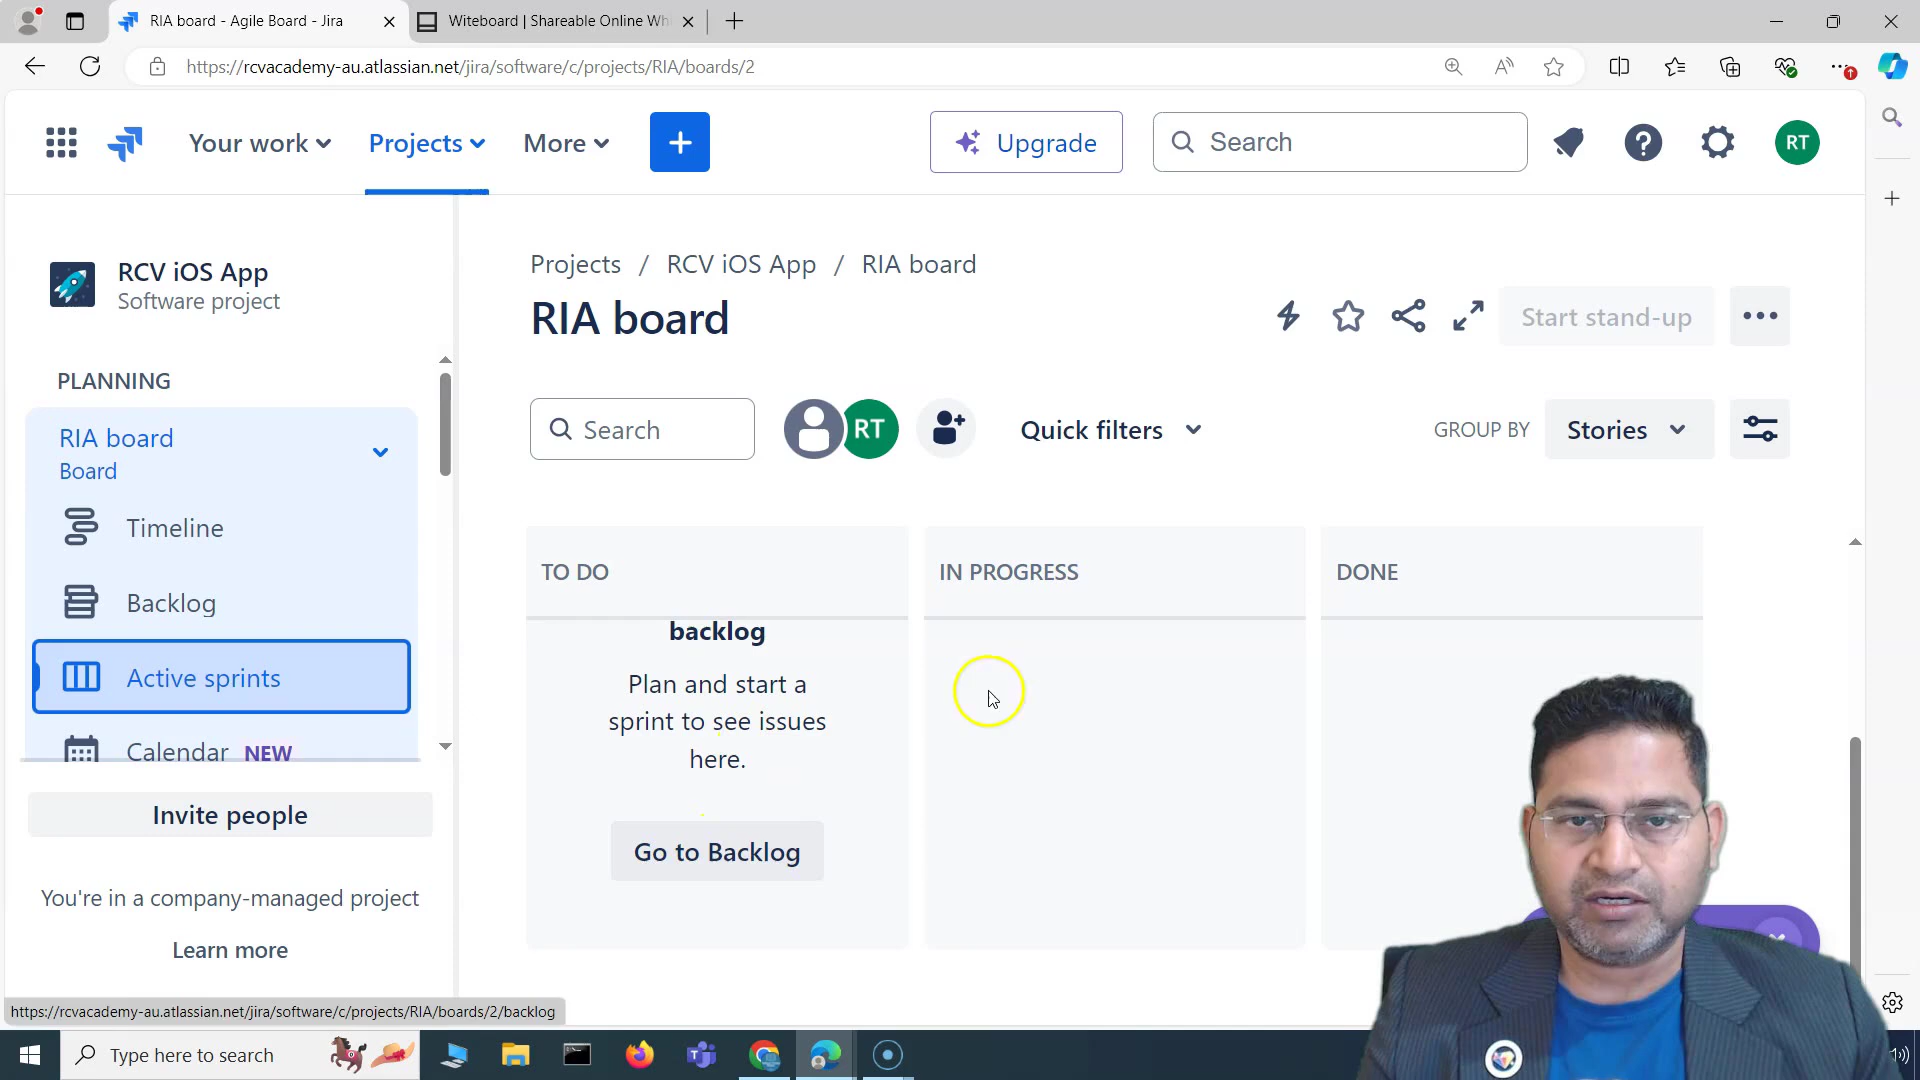 RIA board - Agile Board - Jira
Witeboard | Shareable Online Wh
https://rcvacademy-au.atlassian.net/jira/software/c/projects/RIA/boards/2
Your work
Projects
More
Upgrade
Search
RT
RCV iOS App
Software project
Projects / RCV iOS App / RIA board
RIA board
Start stand-up
PLANNING
RIA board
Board
Search
RT
Quick filters
GROUP BY
Stories
Timeline
Backlog
Active sprints
Calendar NEW
TO DO
IN PROGRESS
DONE
backlog
Plan and start a
sprint to see issues
here.
Go to Backlog
Invite people
You're in a company-managed project
Learn more
https://rcvacademy-au.atlassian.net/jira/software/c/projects/RIA/boards/2/backlog
Type here to search